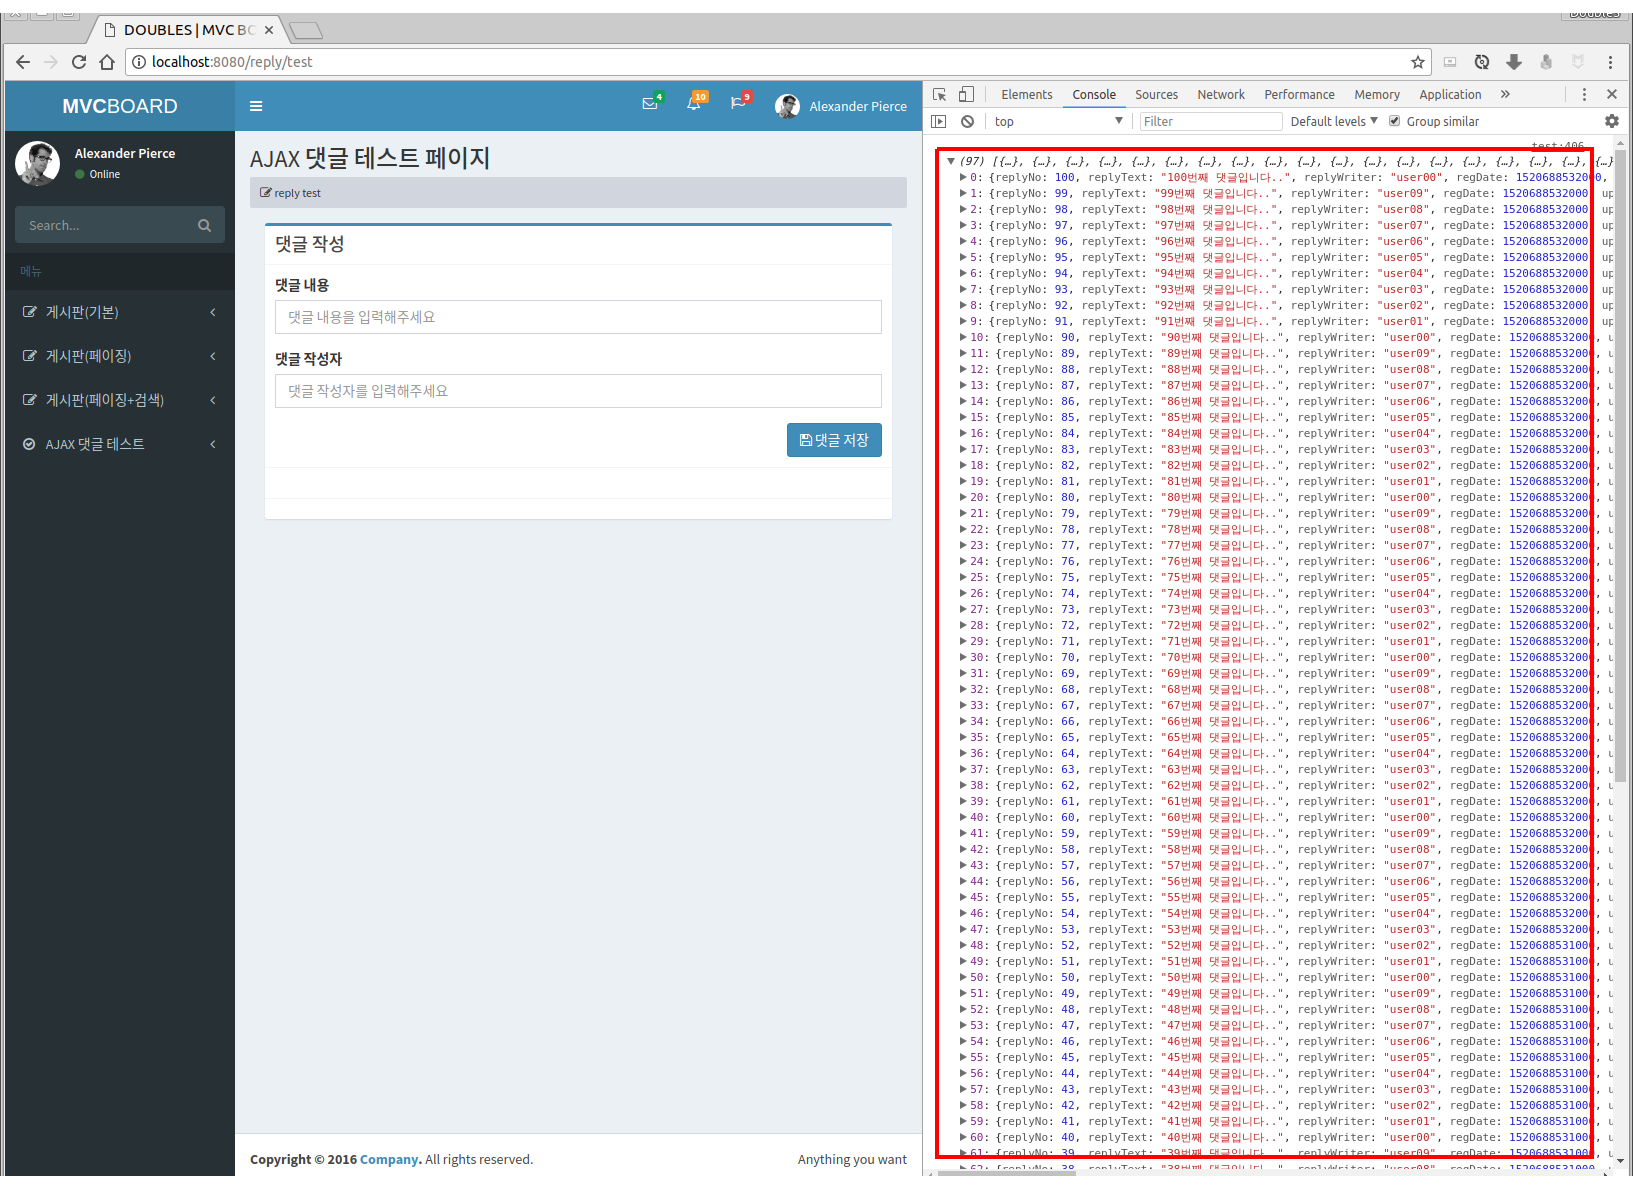 Doubles
DOUBLES | MVC BC
localhost:8080/reply/test
MVCBOARD
4
10
9
Alexander Pierce
Alexander Pierce
Online
Search...
메뉴
게시판(기본)
게시판(페이징)
게시판(페이징+검색)
AJAX 댓글 테스트
AJAX 댓글 테스트 페이지
reply test
댓글 작성
댓글 내용
댓글 내용을 입력해주세요
댓글 작성자
댓글 작성자를 입력해주세요
댓글 저장
Copyright © 2016 Company. All rights reserved.
Anything you want
Elements Console Sources Network Performance Memory Application »
top Filter Default levels Group similar
test:406
(97) [{…}, {…}, {…}, {…}, {…}, {…}, {…}, {…}, {…}, {…}, {…}, {…}, {…}, {…}, {…}, {…}, {…}, {…}, {…}
0: {replyNo: 100, replyText: "100번째 댓글입니다..", replyWriter: "user00", regDate: 1520688532000,
1: {replyNo: 99, replyText: "99번째 댓글입니다..", replyWriter: "user09", regDate: 1520688532000, up
2: {replyNo: 98, replyText: "98번째 댓글입니다..", replyWriter: "user08", regDate: 1520688532000, up
3: {replyNo: 97, replyText: "97번째 댓글입니다..", replyWriter: "user07", regDate: 1520688532000, up
4: {replyNo: 96, replyText: "96번째 댓글입니다..", replyWriter: "user06", regDate: 1520688532000, up
5: {replyNo: 95, replyText: "95번째 댓글입니다..", replyWriter: "user05", regDate: 1520688532000, up
6: {replyNo: 94, replyText: "94번째 댓글입니다..", replyWriter: "user04", regDate: 1520688532000, up
7: {replyNo: 93, replyText: "93번째 댓글입니다..", replyWriter: "user03", regDate: 1520688532000, up
8: {replyNo: 92, replyText: "92번째 댓글입니다..", replyWriter: "user02", regDate: 1520688532000, up
9: {replyNo: 91, replyText: "91번째 댓글입니다..", replyWriter: "user01", regDate: 1520688532000, up
10: {replyNo: 90, replyText: "90번째 댓글입니다..", replyWriter: "user00", regDate: 1520688532000, u
11: {replyNo: 89, replyText: "89번째 댓글입니다..", replyWriter: "user09", regDate: 1520688532000, u
12: {replyNo: 88, replyText: "88번째 댓글입니다..", replyWriter: "user08", regDate: 1520688532000, u
13: {replyNo: 87, replyText: "87번째 댓글입니다..", replyWriter: "user07", regDate: 1520688532000, u
14: {replyNo: 86, replyText: "86번째 댓글입니다..", replyWriter: "user06", regDate: 1520688532000, u
15: {replyNo: 85, replyText: "85번째 댓글입니다..", replyWriter: "user05", regDate: 1520688532000, u
16: {replyNo: 84, replyText: "84번째 댓글입니다..", replyWriter: "user04", regDate: 1520688532000, u
17: {replyNo: 83, replyText: "83번째 댓글입니다..", replyWriter: "user03", regDate: 1520688532000, u
18: {replyNo: 82, replyText: "82번째 댓글입니다..", replyWriter: "user02", regDate: 1520688532000, u
19: {replyNo: 81, replyText: "81번째 댓글입니다..", replyWriter: "user01", regDate: 1520688532000, u
20: {replyNo: 80, replyText: "80번째 댓글입니다..", replyWriter: "user00", regDate: 1520688532000, u
21: {replyNo: 79, replyText: "79번째 댓글입니다..", replyWriter: "user09", regDate: 1520688532000, u
22: {replyNo: 78, replyText: "78번째 댓글입니다..", replyWriter: "user08", regDate: 1520688532000, u
23: {replyNo: 77, replyText: "77번째 댓글입니다..", replyWriter: "user07", regDate: 1520688532000, u
24: {replyNo: 76, replyText: "76번째 댓글입니다..", replyWriter: "user06", regDate: 1520688532000, u
25: {replyNo: 75, replyText: "75번째 댓글입니다..", replyWriter: "user05", regDate: 1520688532000, u
26: {replyNo: 74, replyText: "74번째 댓글입니다..", replyWriter: "user04", regDate: 1520688532000, u
27: {replyNo: 73, replyText: "73번째 댓글입니다..", replyWriter: "user03", regDate: 1520688532000, u
28: {replyNo: 72, replyText: "72번째 댓글입니다..", replyWriter: "user02", regDate: 1520688532000, u
29: {replyNo: 71, replyText: "71번째 댓글입니다..", replyWriter: "user01", regDate: 1520688532000, u
30: {replyNo: 70, replyText: "70번째 댓글입니다..", replyWriter: "user00", regDate: 1520688532000, u
31: {replyNo: 69, replyText: "69번째 댓글입니다..", replyWriter: "user09", regDate: 1520688532000, u
32: {replyNo: 68, replyText: "68번째 댓글입니다..", replyWriter: "user08", regDate: 1520688532000, u
33: {replyNo: 67, replyText: "67번째 댓글입니다..", replyWriter: "user07", regDate: 1520688532000, u
34: {replyNo: 66, replyText: "66번째 댓글입니다..", replyWriter: "user06", regDate: 1520688532000, u
35: {replyNo: 65, replyText: "65번째 댓글입니다..", replyWriter: "user05", regDate: 1520688532000, u
36: {replyNo: 64, replyText: "64번째 댓글입니다..", replyWriter: "user04", regDate: 1520688532000, u
37: {replyNo: 63, replyText: "63번째 댓글입니다..", replyWriter: "user03", regDate: 1520688532000, u
38: {replyNo: 62, replyText: "62번째 댓글입니다..", replyWriter: "user02", regDate: 1520688532000, u
39: {replyNo: 61, replyText: "61번째 댓글입니다..", replyWriter: "user01", regDate: 1520688532000, u
40: {replyNo: 60, replyText: "60번째 댓글입니다..", replyWriter: "user00", regDate: 1520688532000, u
41: {replyNo: 59, replyText: "59번째 댓글입니다..", replyWriter: "user09", regDate: 1520688532000, u
42: {replyNo: 58, replyText: "58번째 댓글입니다..", replyWriter: "user08", regDate: 1520688532000, u
43: {replyNo: 57, replyText: "57번째 댓글입니다..", replyWriter: "user07", regDate: 1520688532000, u
44: {replyNo: 56, replyText: "56번째 댓글입니다..", replyWriter: "user06", regDate: 1520688532000, u
45: {replyNo: 55, replyText: "55번째 댓글입니다..", replyWriter: "user05", regDate: 1520688532000, u
46: {replyNo: 54, replyText: "54번째 댓글입니다..", replyWriter: "user04", regDate: 1520688532000, u
47: {replyNo: 53, replyText: "53번째 댓글입니다..", replyWriter: "user03", regDate: 1520688532000, u
48: {replyNo: 52, replyText: "52번째 댓글입니다..", replyWriter: "user02", regDate: 1520688531000, u
49: {replyNo: 51, replyText: "51번째 댓글입니다..", replyWriter: "user01", regDate: 1520688531000, u
50: {replyNo: 50, replyText: "50번째 댓글입니다..", replyWriter: "user00", regDate: 1520688531000, u
51: {replyNo: 49, replyText: "49번째 댓글입니다..", replyWriter: "user09", regDate: 1520688531000, u
52: {replyNo: 48, replyText: "48번째 댓글입니다..", replyWriter: "user08", regDate: 1520688531000, u
53: {replyNo: 47, replyText: "47번째 댓글입니다..", replyWriter: "user07", regDate: 1520688531000, u
54: {replyNo: 46, replyText: "46번째 댓글입니다..", replyWriter: "user06", regDate: 1520688531000, u
55: {replyNo: 45, replyText: "45번째 댓글입니다..", replyWriter: "user05", regDate: 1520688531000, u
56: {replyNo: 44, replyText: "44번째 댓글입니다..", replyWriter: "user04", regDate: 1520688531000, u
57: {replyNo: 43, replyText: "43번째 댓글입니다..", replyWriter: "user03", regDate: 1520688531000, u
58: {replyNo: 42, replyText: "42번째 댓글입니다..", replyWriter: "user02", regDate: 1520688531000, u
59: {replyNo: 41, replyText: "41번째 댓글입니다..", replyWriter: "user01", regDate: 1520688531000, u
60: {replyNo: 40, replyText: "40번째 댓글입니다..", replyWriter: "user00", regDate: 1520688531000, u
61: {replyNo: 39, replyText: "39번째 댓글입니다..", replyWriter: "user09", regDate: 1520688531000, u
62: {replyNo: 38, replyText: "38번째 댓글입니다..", replyWriter: "user08", regDate: 1520688531000, u